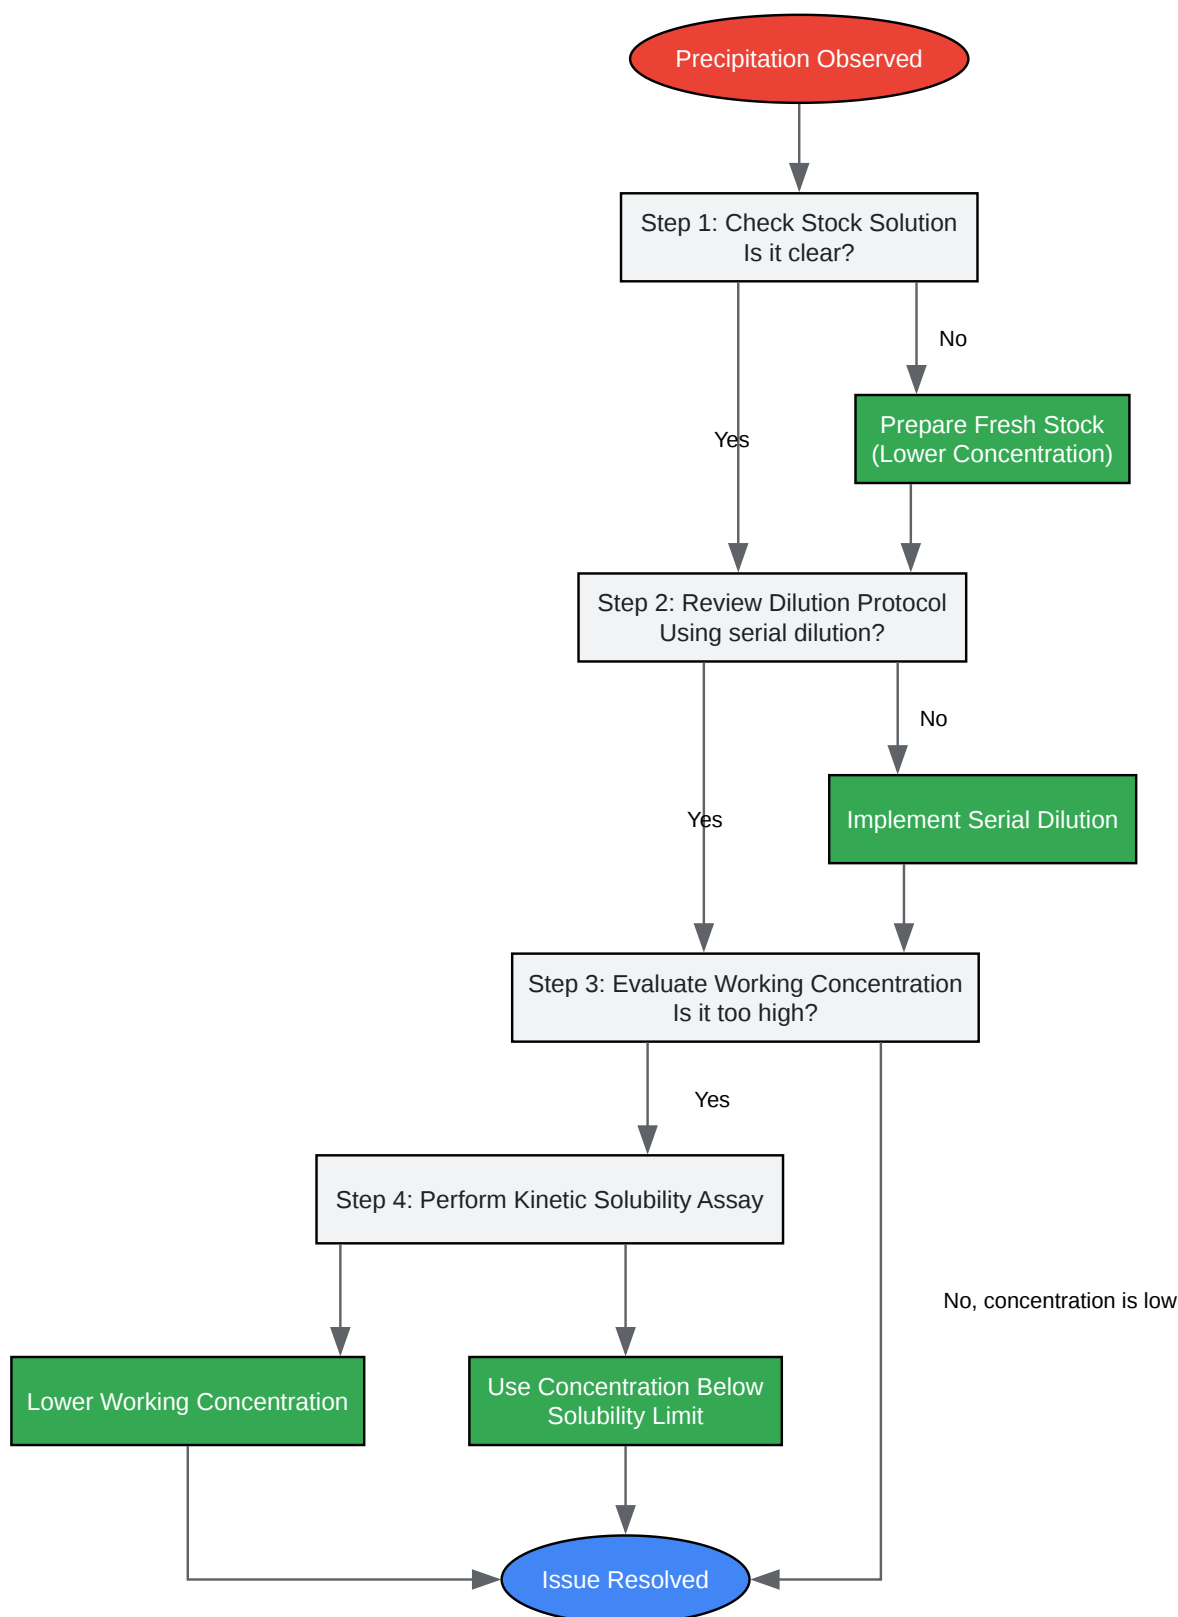 Precipitation Observed
Step 1: Check Stock Solution
Is it clear?
No
Prepare Fresh Stock
(Lower Concentration)
Yes
Step 2: Review Dilution Protocol
Using serial dilution?
No
Implement Serial Dilution
Yes
Step 3: Evaluate Working Concentration
Is it too high?
Yes
Step 4: Perform Kinetic Solubility Assay
No, concentration is low
Lower Working Concentration
Use Concentration Below
Solubility Limit
Issue Resolved